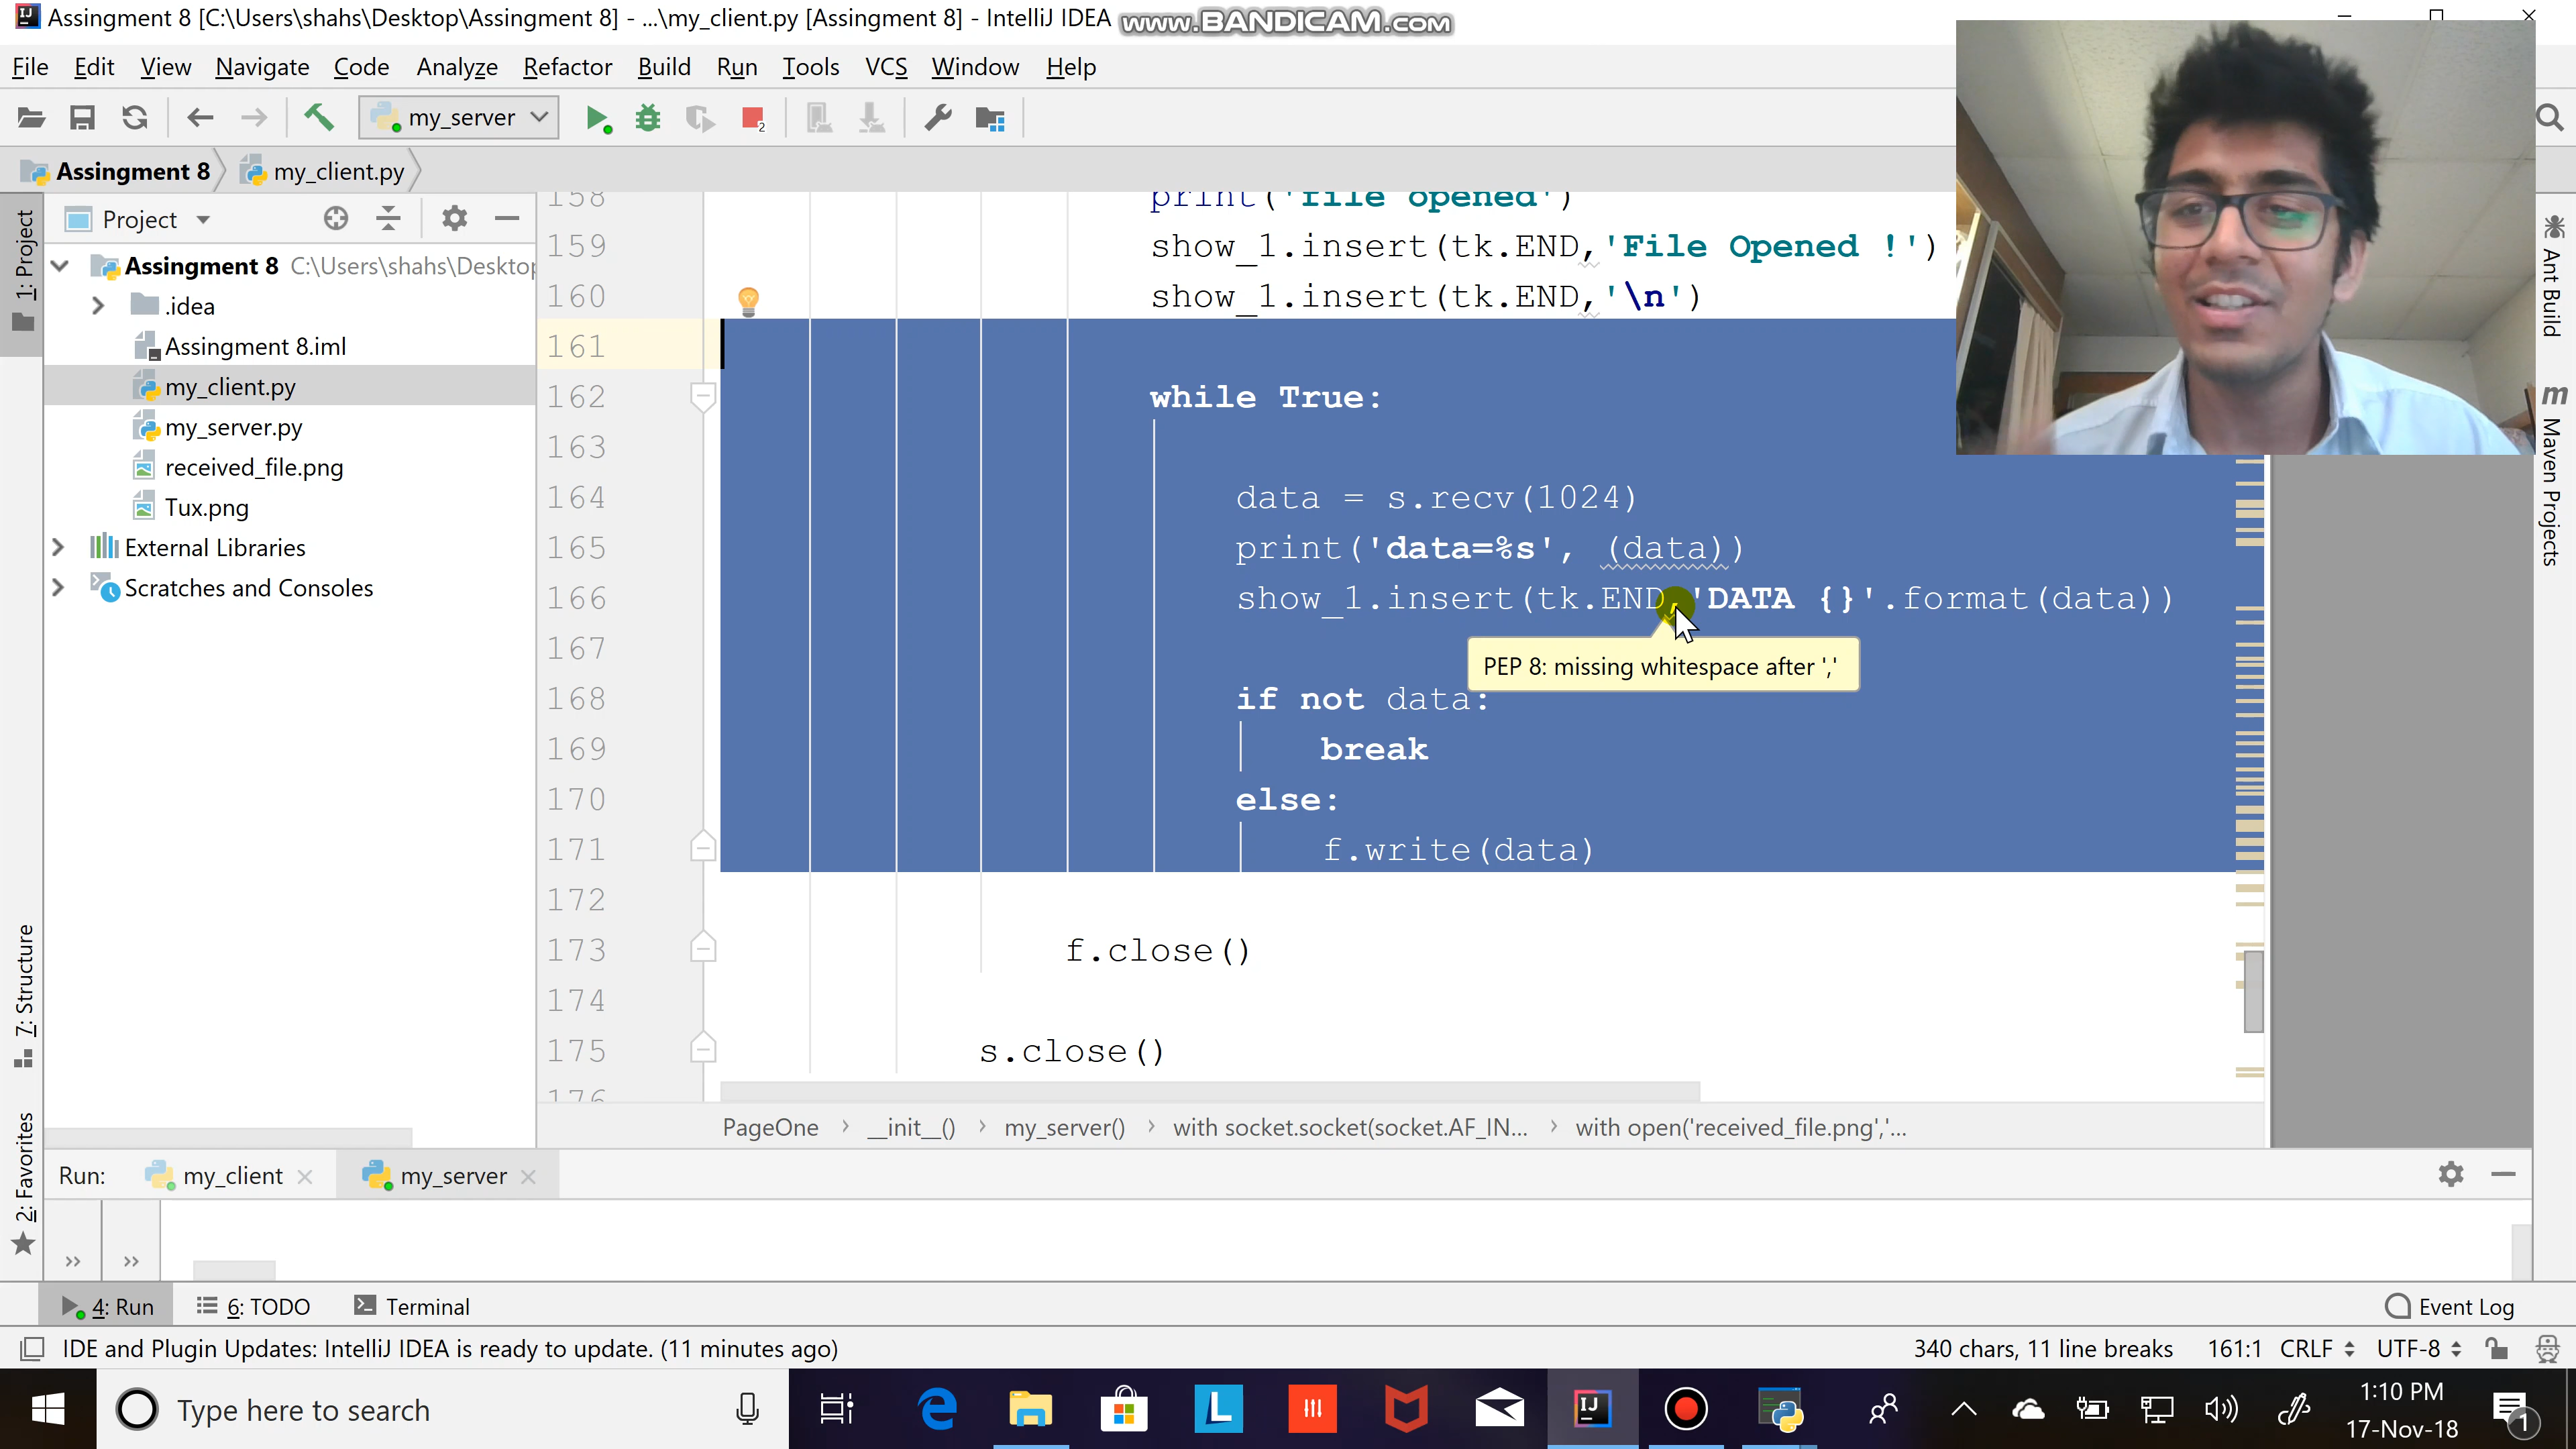 Assingment 8 [C:\Users\shahs\Desktop\Assingment 8] - ...\my_client.py [Assingment 8] - IntelliJ IDEA
www.BANDICAM.com
File Edit View Navigate Code Analyze Refactor Build Run Tools VCS Window Help
my_server
2
Assingment 8 my_client.py
1: Project
Project
Assingment 8 C:\Users\shahs\Desktop
.idea
Assingment 8.iml
my_client.py
my_server.py
received_file.png
Tux.png
External Libraries
Scratches and Consoles
7: Structure
2: Favorites
158 print('file opened')
159 show_1.insert(tk.END,'File Opened !')
160 show_1.insert(tk.END,'\n')
161
162 while True:
163
164 data = s.recv(1024)
165 print('data=%s', (data))
166 show_1.insert(tk.END,'DATA {}'.format(data))
167
PEP 8: missing whitespace after ','
168 if not data:
169 break
170 else:
171 f.write(data)
172
173 f.close()
174
175 s.close()
176
Ant Build
m Maven Projects
PageOne › __init__() › my_server() › with socket.socket(socket.AF_IN... › with open('received_file.png','...
Run: my_client my_server
4: Run 6: TODO Terminal
Event Log
IDE and Plugin Updates: IntelliJ IDEA is ready to update. (11 minutes ago)
340 chars, 11 line breaks 161:1 CRLF UTF-8
Type here to search
L
IJ
1:10 PM
17-Nov-18
1